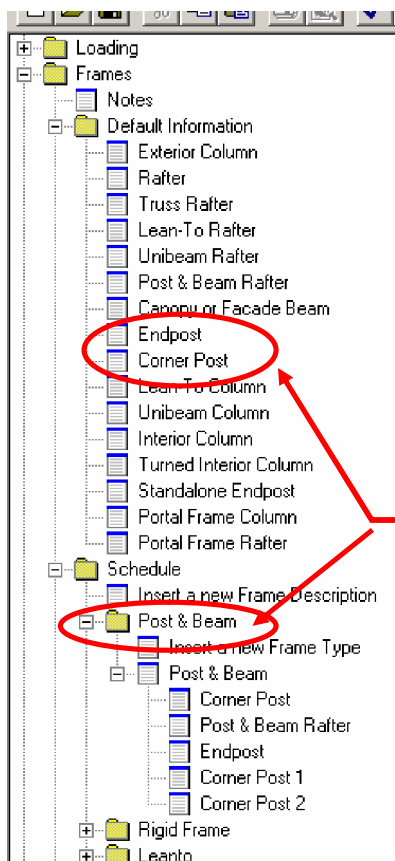 Loading
Frames
Notes
Default Information
Exterior Column
Rafter
Truss Rafter
Lean-To Rafter
Unibeam Rafter
Post & Beam Rafter
Canopy or Facade Beam
Endpost
Corner Post
Lean-To Column
Unibeam Column
Interior Column
Turned Interior Column
Standalone Endpost
Portal Frame Column
Portal Frame Rafter
Schedule
Insert a new Frame Description
Post & Beam
Insert a new Frame Type
Post & Beam
Corner Post
Post & Beam Rafter
Endpost
Corner Post 1
Corner Post 2
Rigid Frame
Leanto